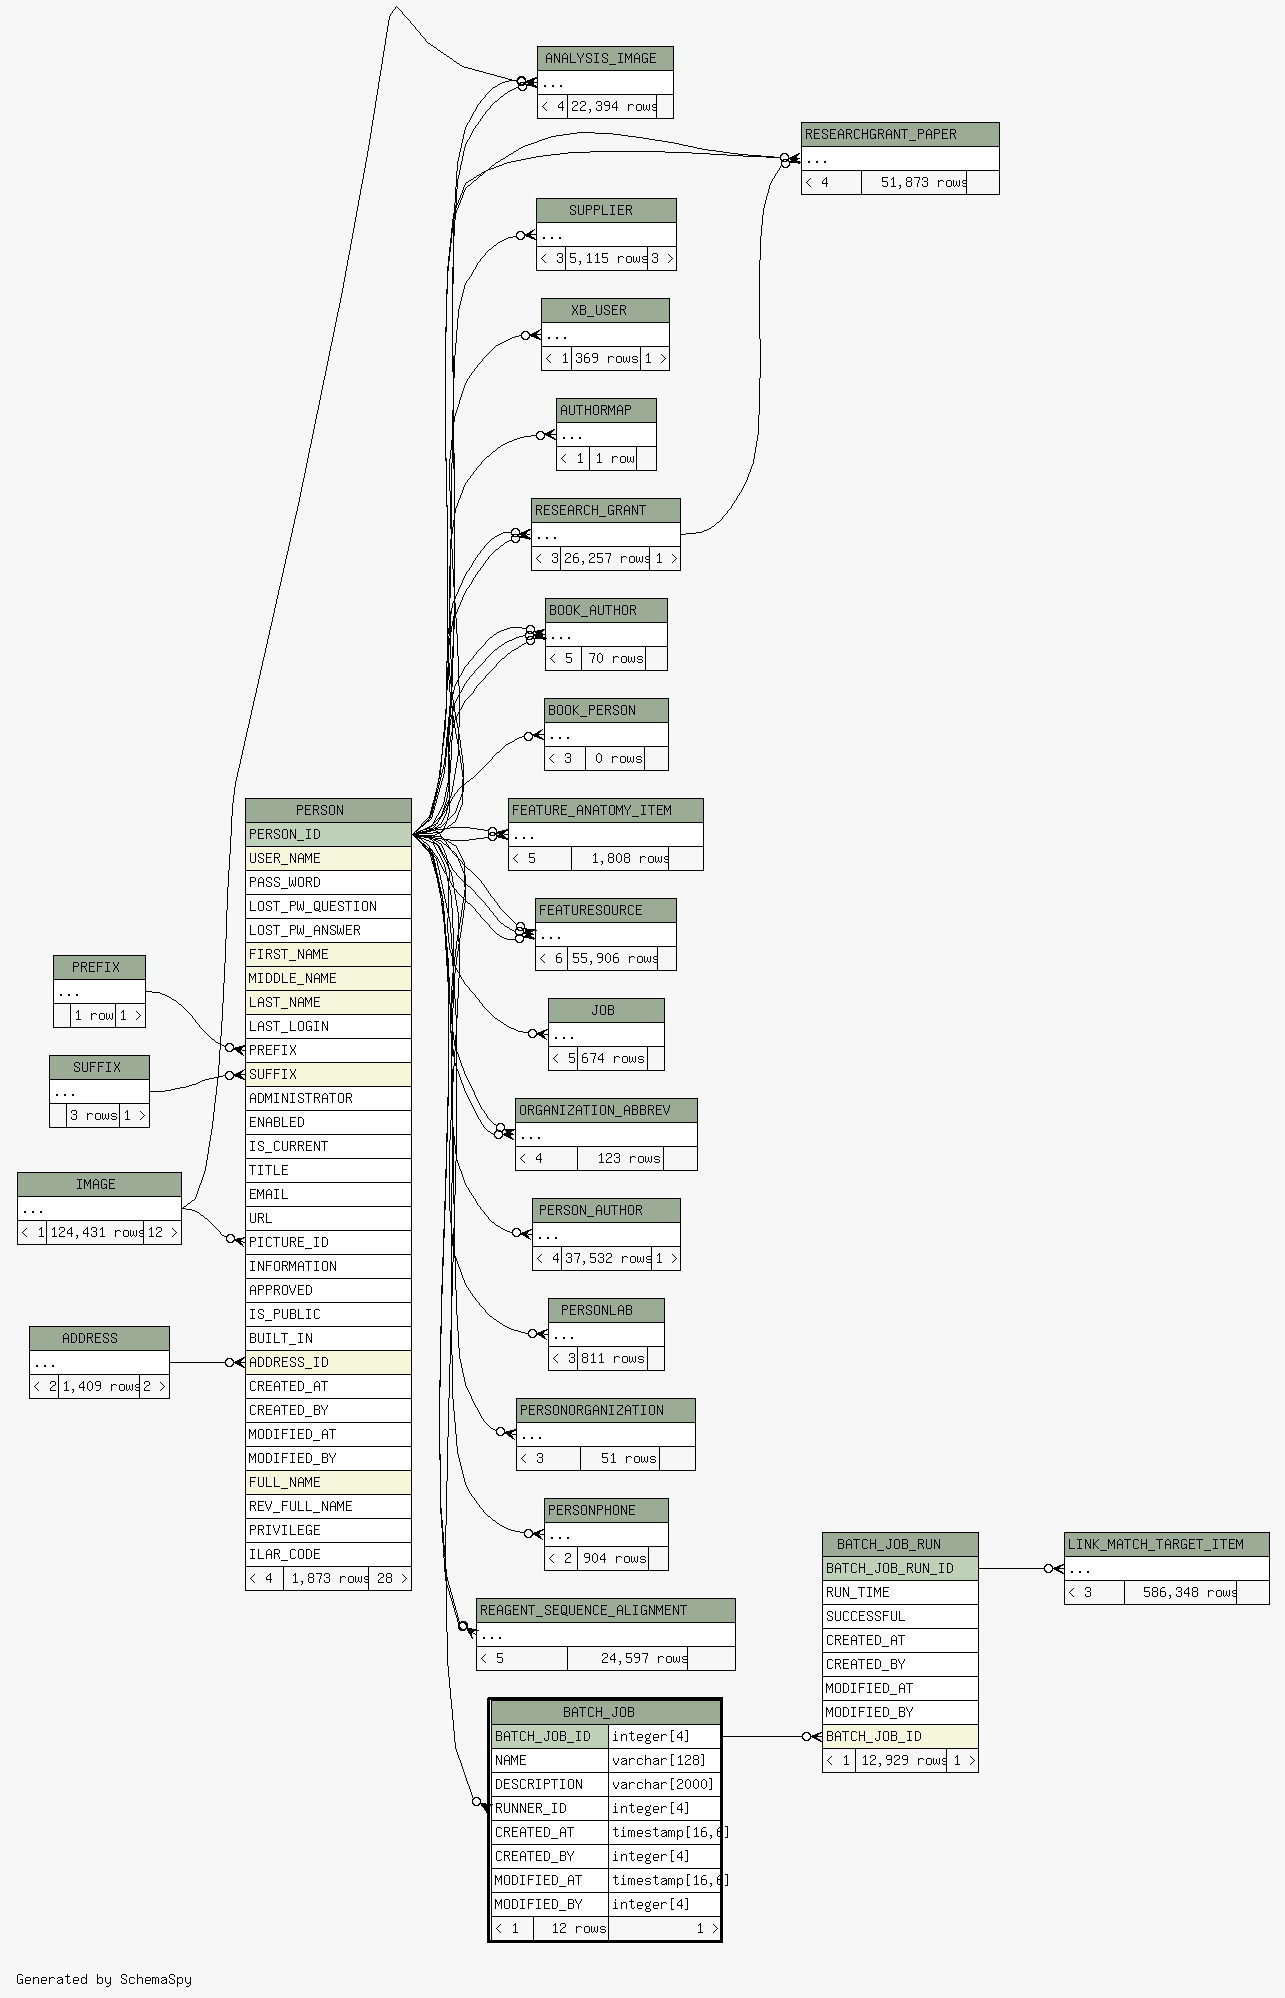 ANALYSIS_IMAGE
...
< 4 22,394 rows
RESEARCHGRANT_PAPER
...
< 4 51,873 rows
SUPPLIER
...
< 3 5,115 rows 3 >
XB_USER
...
< 1 369 rows 1 >
AUTHORMAP
...
< 1 1 row
RESEARCH_GRANT
...
< 3 26,257 rows 1 >
BOOK_AUTHOR
...
< 5 70 rows
BOOK_PERSON
...
< 3 0 rows
FEATURE_ANATOMY_ITEM
...
< 5 1,808 rows
FEATURESOURCE
...
< 6 55,906 rows
JOB
...
< 5 674 rows
ORGANIZATION_ABBREV
...
< 4 123 rows
PERSON_AUTHOR
...
< 4 37,532 rows 1 >
PERSONLAB
...
< 3 811 rows
PERSONORGANIZATION
...
< 3 51 rows
PERSONPHONE
...
< 2 904 rows
REAGENT_SEQUENCE_ALIGNMENT
...
< 5 24,597 rows
PERSON
PERSON_ID
USER_NAME
PASS_WORD
LOST_PW_QUESTION
LOST_PW_ANSWER
FIRST_NAME
MIDDLE_NAME
LAST_NAME
LAST_LOGIN
PREFIX
SUFFIX
ADMINISTRATOR
ENABLED
IS_CURRENT
TITLE
EMAIL
URL
PICTURE_ID
INFORMATION
APPROVED
IS_PUBLIC
BUILT_IN
ADDRESS_ID
CREATED_AT
CREATED_BY
MODIFIED_AT
MODIFIED_BY
FULL_NAME
REV_FULL_NAME
PRIVILEGE
ILAR_CODE
< 4 1,873 rows 28 >
PREFIX
...
1 row 1 >
SUFFIX
...
3 rows 1 >
IMAGE
...
< 1 124,431 rows 12 >
ADDRESS
...
< 2 1,409 rows 2 >
BATCH_JOB
BATCH_JOB_ID integer[4]
NAME varchar[128]
DESCRIPTION varchar[2000]
RUNNER_ID integer[4]
CREATED_AT timestamp[16,6]
CREATED_BY integer[4]
MODIFIED_AT timestamp[16,6]
MODIFIED_BY integer[4]
< 1 12 rows 1 >
BATCH_JOB_RUN
BATCH_JOB_RUN_ID
RUN_TIME
SUCCESSFUL
CREATED_AT
CREATED_BY
MODIFIED_AT
MODIFIED_BY
BATCH_JOB_ID
< 1 12,929 rows 1 >
LINK_MATCH_TARGET_ITEM
...
< 3 586,348 rows
Generated by SchemaSpy